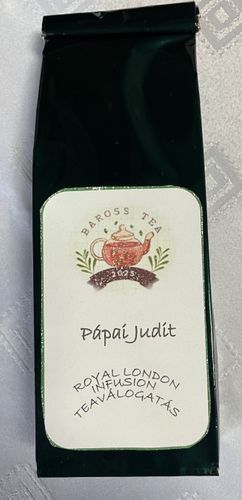 BAROSS TEA
2025
Pápai Judit
ROYAL LONDON
INFUSION
TEAVÁLOGATÁS